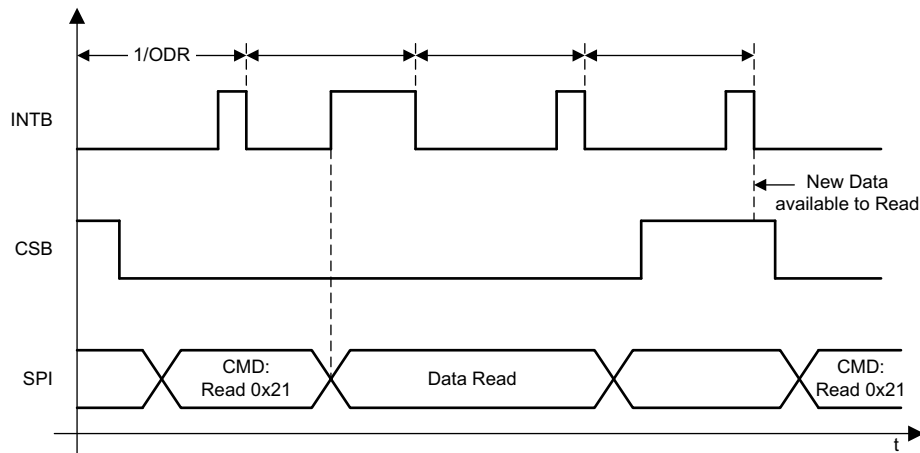 1/ODR
INTB
New Data
available to Read
CSB
SPI
CMD:
Read 0x21
Data Read
CMD:
Read 0x21
t